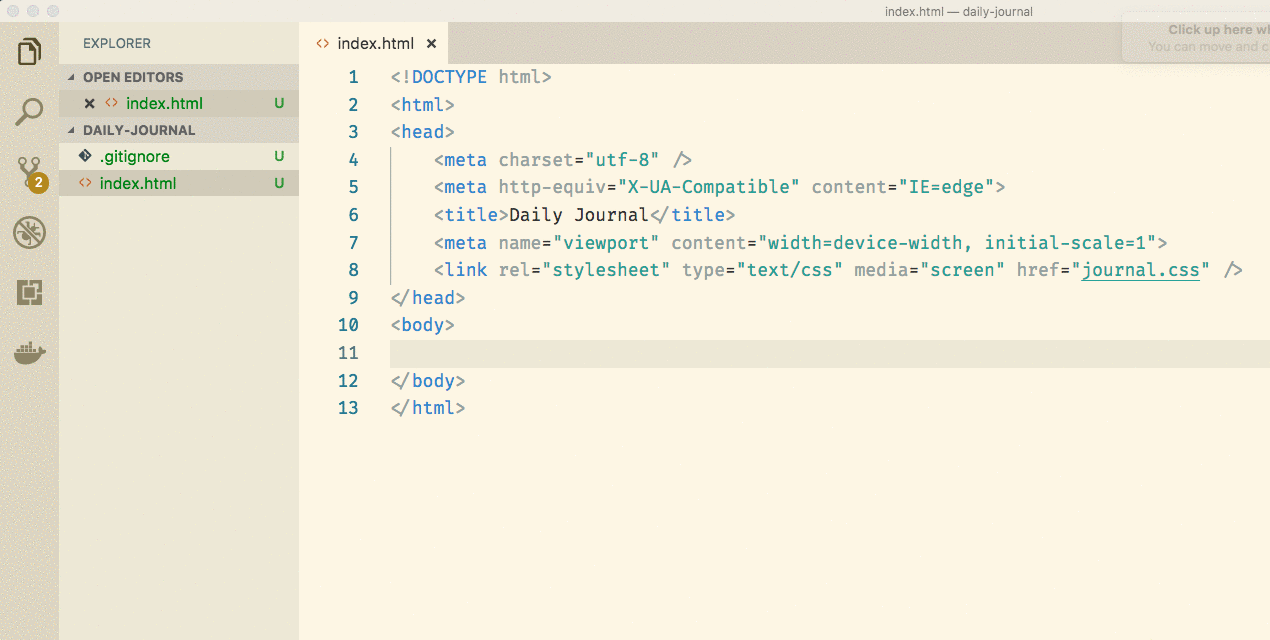 index.html — daily-journal
Click up here
You can move and
EXPLORER
OPEN EDITORS
index.html U
DAILY-JOURNAL
.gitignore U
index.html U
2
index.html
1 <!DOCTYPE html>
2 <html>
3 <head>
4 <meta charset="utf-8" />
5 <meta http-equiv="X-UA-Compatible" content="IE=edge">
6 <title>Daily Journal</title>
7 <meta name="viewport" content="width=device-width, initial-scale=1">
8 <link rel="stylesheet" type="text/css" media="screen" href="journal.css" />
9 </head>
10 <body>
11
12 </body>
13 </html>